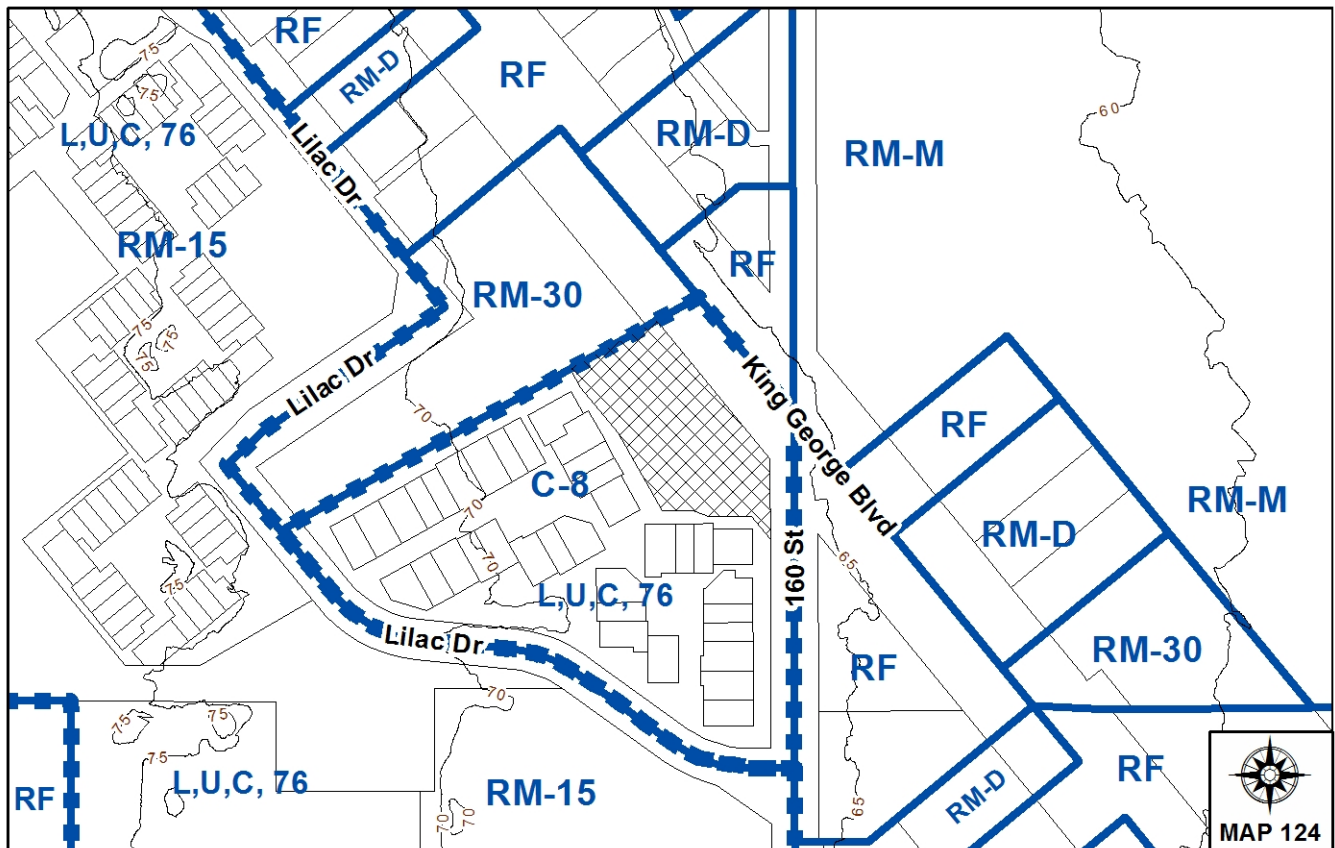 RF
RM-D
RF
75
75
60
L,U,C, 76
Lilac Dr
RM-D
RM-M
RM-15
RF
RM-30
75
75
75
Lilac Dr
King George Blvd
70
RF
C-8
RM-M
70
RM-D
70
65
75
L,U,C, 76
160 St
Lilac Dr
RM-30
RF
70
75
75
75
L,U,C, 76
RM-15
RF
RM-D
RF
65
70
70
MAP 124